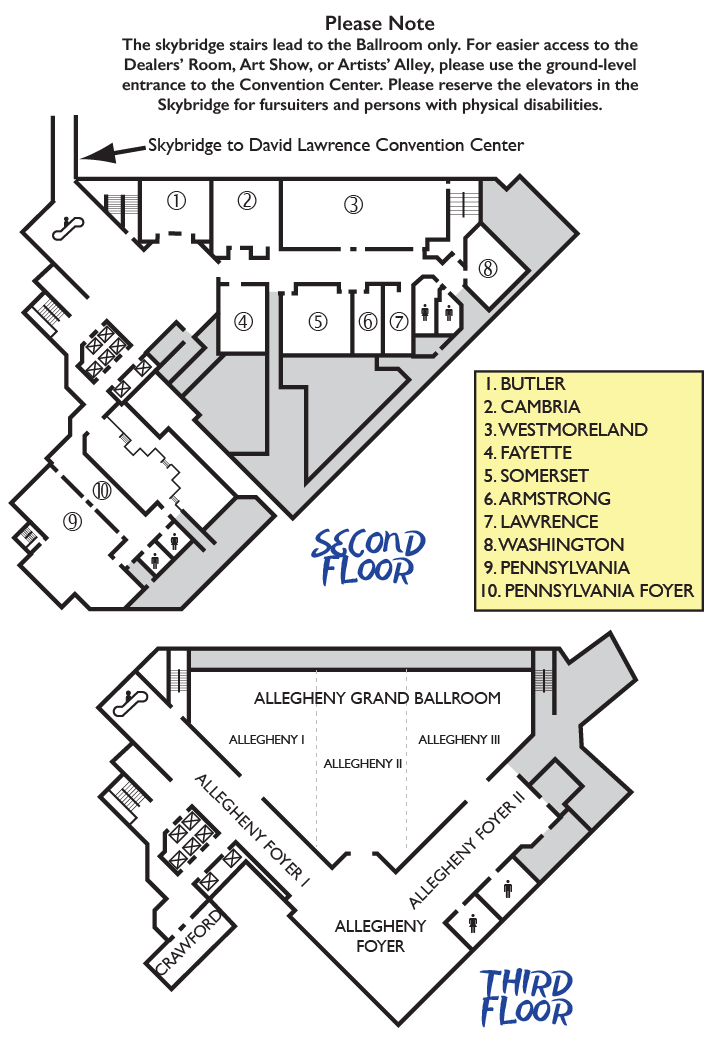 Please Note
The skybridge stairs lead to the Ballroom only. For easier access to the
Dealers' Room, Art Show, or Artists' Alley, please use the ground-level
entrance to the Convention Center. Please reserve the elevators in the
Skybridge for fursuiters and persons with physical disabilities.
Skybridge to David Lawrence Convention Center
1
2
3
8
4
5
6
7
10
9
1. BUTLER
2. CAMBRIA
3. WESTMORELAND
4. FAYETTE
5. SOMERSET
6. ARMSTRONG
7. LAWRENCE
8. WASHINGTON
9. PENNSYLVANIA
10. PENNSYLVANIA FOYER
SECOND
FLOOR
ALLEGHENY GRAND BALLROOM
ALLEGHENY I
ALLEGHENY II
ALLEGHENY III
ALLEGHENY FOYER I
ALLEGHENY FOYER II
ALLEGHENY
FOYER
CRAWFORD
THIRD
FLOOR